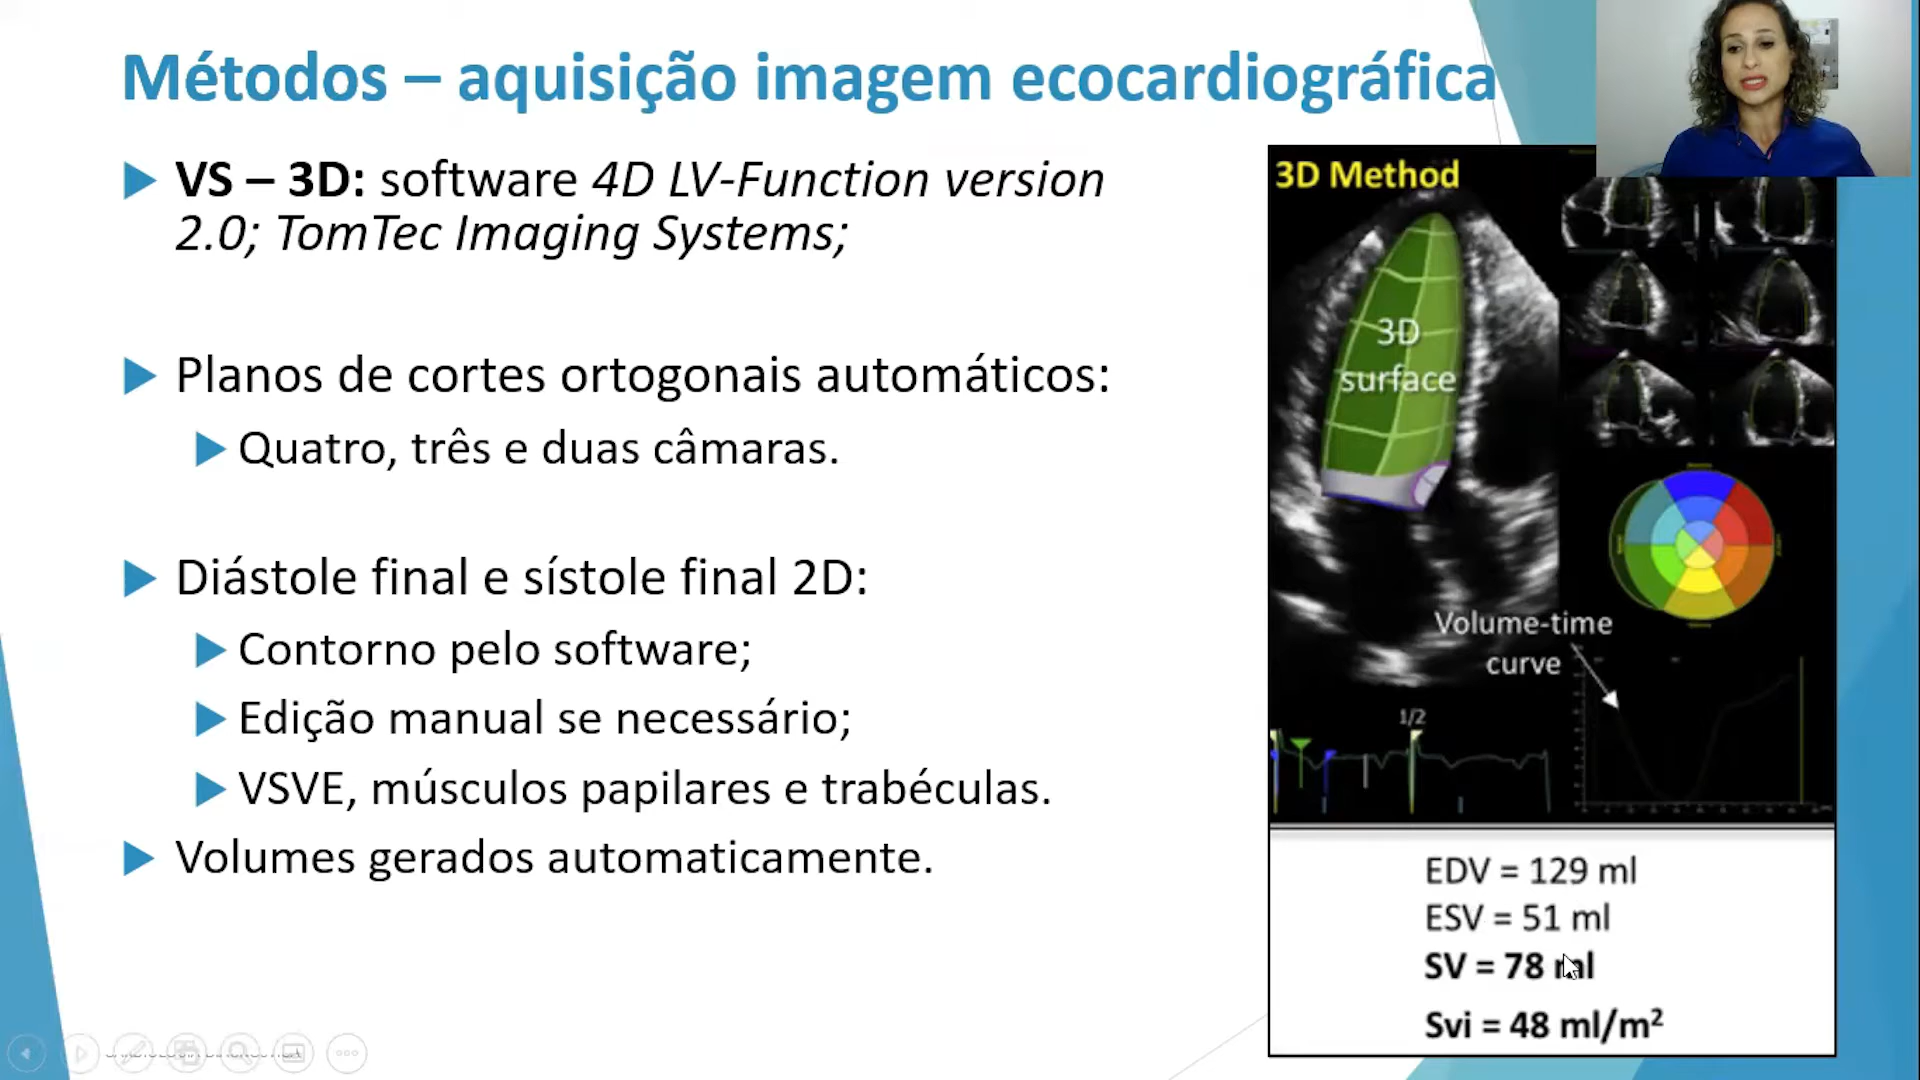 Métodos – aquisição imagem ecocardiográfica
VS – 3D: software 4D LV-Function version
2.0; TomTec Imaging Systems;
Planos de cortes ortogonais automáticos:
Quatro, três e duas câmaras.
Diástole final e sístole final 2D:
Contorno pelo software;
Edição manual se necessário;
VSVE, músculos papilares e trabéculas.
Volumes gerados automaticamente.
3D Method
3D
surface
Volume-time
curve
1/2
EDV = 129 ml
ESV = 51 ml
SV = 78 ml
Svi = 48 ml/m²